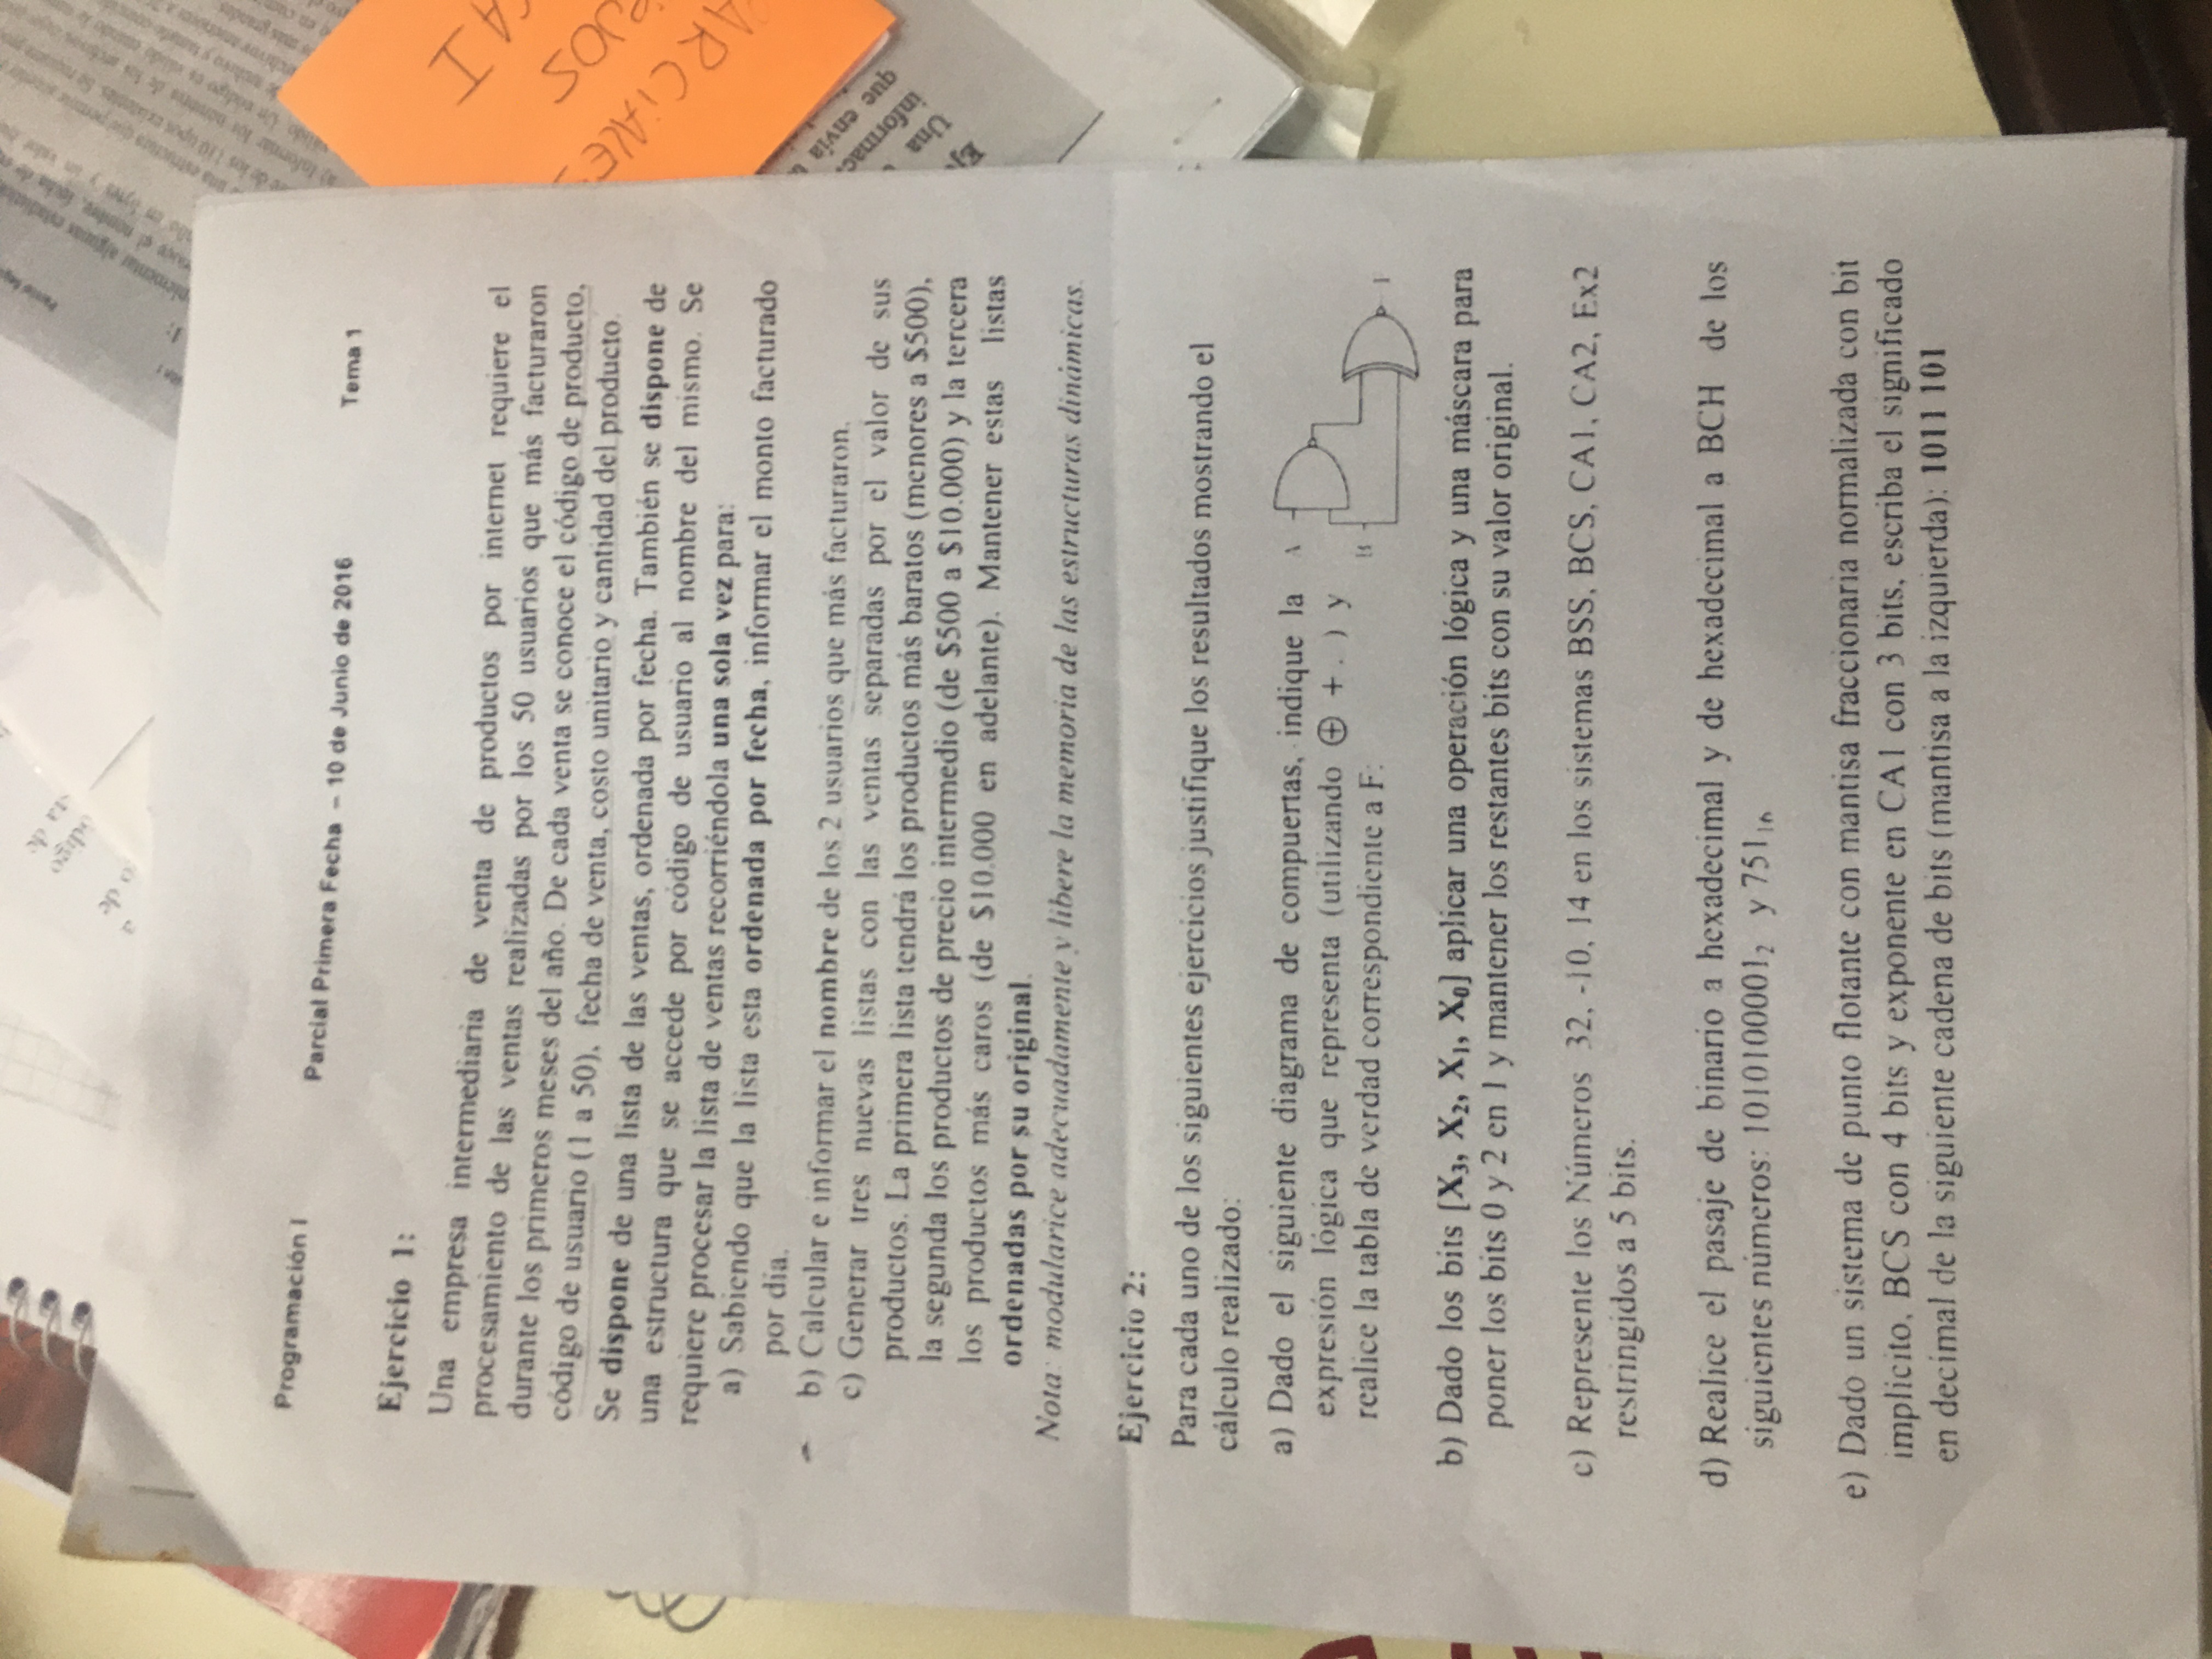 Programación I
Parcial Primera Fecha – 10 de Junio de 2016
Tema 1
Ejercicio 1:
Una empresa intermediaria de venta de productos por internet requiere el
procesamiento de las ventas realizadas por los 50 usuarios que más facturaron
durante los primeros meses del año. De cada venta se conoce el código de producto,
código de usuario (1 a 50), fecha de venta, costo unitario y cantidad del producto.
Se dispone de una lista de las ventas, ordenada por fecha. También se dispone de
una estructura que se accede por código de usuario al nombre del mismo. Se
requiere procesar la lista de ventas recorriéndola una sola vez para:
a) Sabiendo que la lista esta ordenada por fecha, informar el monto facturado
por día.
b) Calcular e informar el nombre de los 2 usuarios que más facturaron.
c) Generar tres nuevas listas con las ventas separadas por el valor de sus
productos. La primera lista tendrá los productos más baratos (menores a $500),
la segunda los productos de precio intermedio (de $500 a $10.000) y la tercera
los productos más caros (de $10.000 en adelante). Mantener estas listas
ordenadas por su original.
Nota: modularice adecuadamente y libere la memoria de las estructuras dinámicas.
Ejercicio 2:
Para cada uno de los siguientes ejercicios justifique los resultados mostrando el
cálculo realizado:
a) Dado el siguiente diagrama de compuertas, indique la
expresión lógica que representa (utilizando ⊕ + . ) y
realice la tabla de verdad correspondiente a F:
A
B
b) Dado los bits [X₃, X₂, X₁, X₀] aplicar una operación lógica y una máscara para
poner los bits 0 y 2 en 1 y mantener los restantes bits con su valor original.
c) Represente los Números 32, -10, 14 en los sistemas BSS, BCS, CA1, CA2, Ex2
restringidos a 5 bits.
d) Realice el pasaje de binario a hexadecimal y de hexadecimal a BCH de los
siguientes números: 1010100001₂ y 751₁₆
e) Dado un sistema de punto flotante con mantisa fraccionaria normalizada con bit
implicito, BCS con 4 bits y exponente en CA1 con 3 bits, escriba el significado
en decimal de la siguiente cadena de bits (mantisa a la izquierda): 1011 101